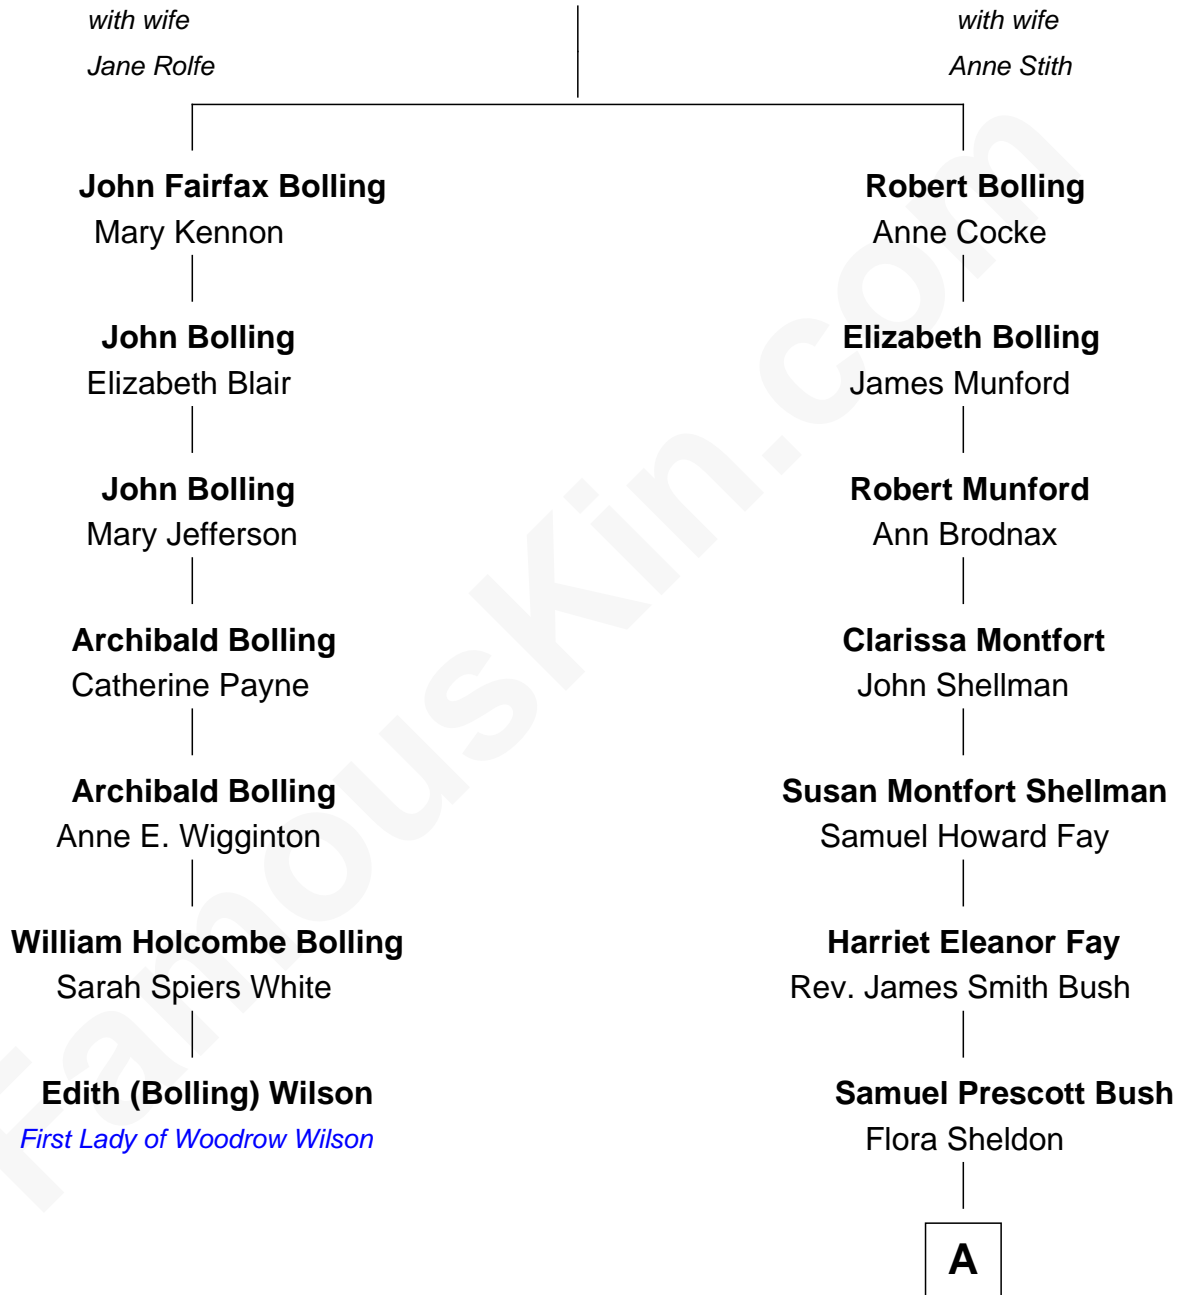 with wife
Jane Rolfe
with wife
Anne Stith
John Fairfax Bolling
Mary Kennon
Robert Bolling
Anne Cocke
John Bolling
Elizabeth Blair
Elizabeth Bolling
James Munford
John Bolling
Mary Jefferson
Robert Munford
Ann Brodnax
Archibald Bolling
Catherine Payne
Clarissa Montfort
John Shellman
Archibald Bolling
Anne E. Wigginton
Susan Montfort Shellman
Samuel Howard Fay
William Holcombe Bolling
Sarah Spiers White
Harriet Eleanor Fay
Rev. James Smith Bush
Edith (Bolling) Wilson
First Lady of Woodrow Wilson
Samuel Prescott Bush
Flora Sheldon
A
FamousKin.com